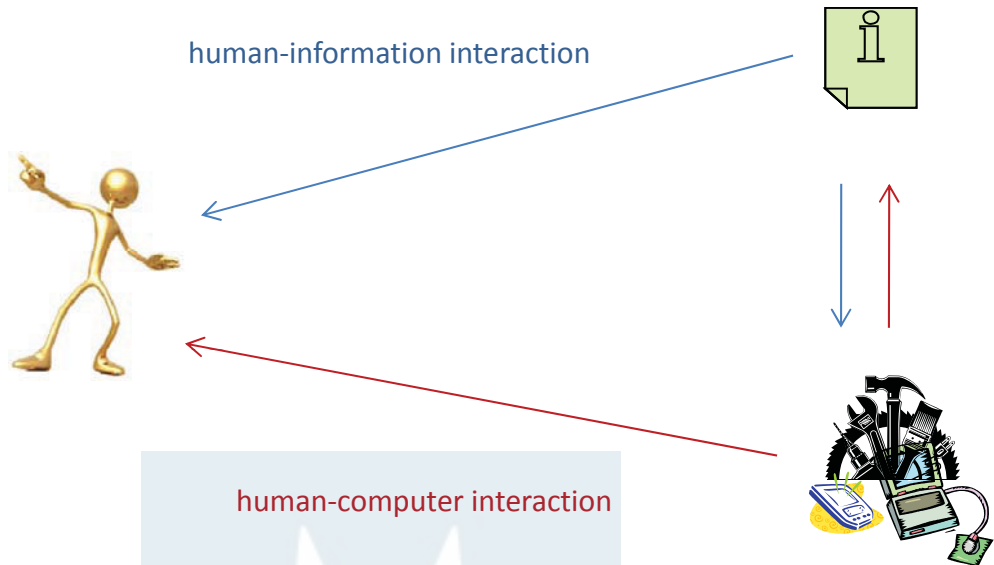 human-information interaction
i
human-computer interaction